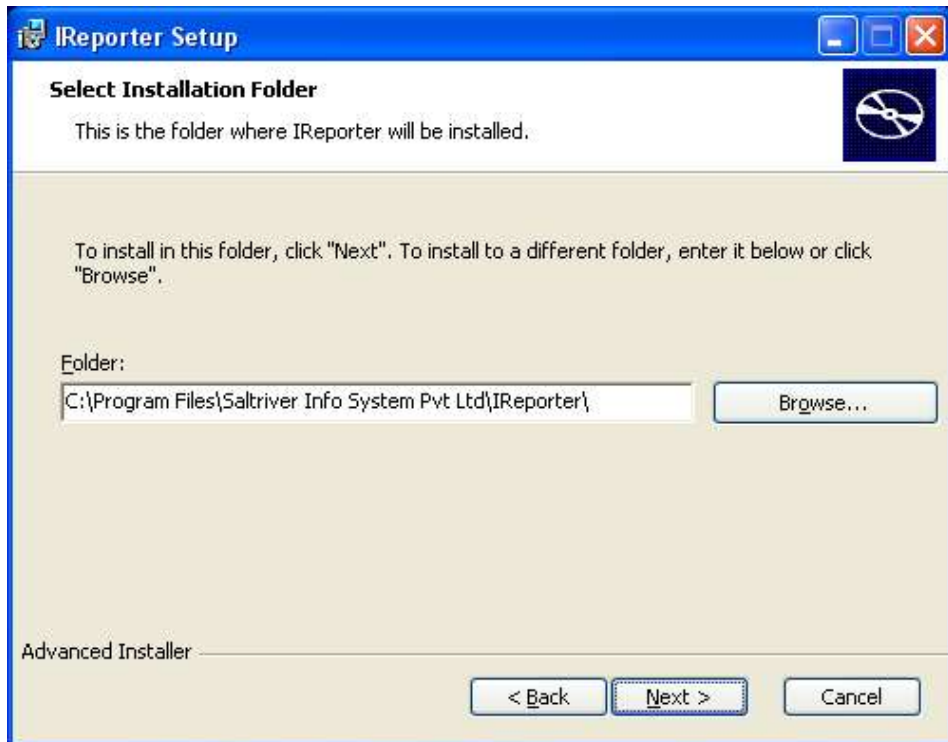 IReporter Setup
Select Installation Folder
This is the folder where IReporter will be installed.
To install in this folder, click "Next". To install to a different folder, enter it below or click
"Browse".
Folder:
C:\Program Files\Saltriver Info System Pvt Ltd\IReporter\
Browse...
Advanced Installer
< Back
Next >
Cancel